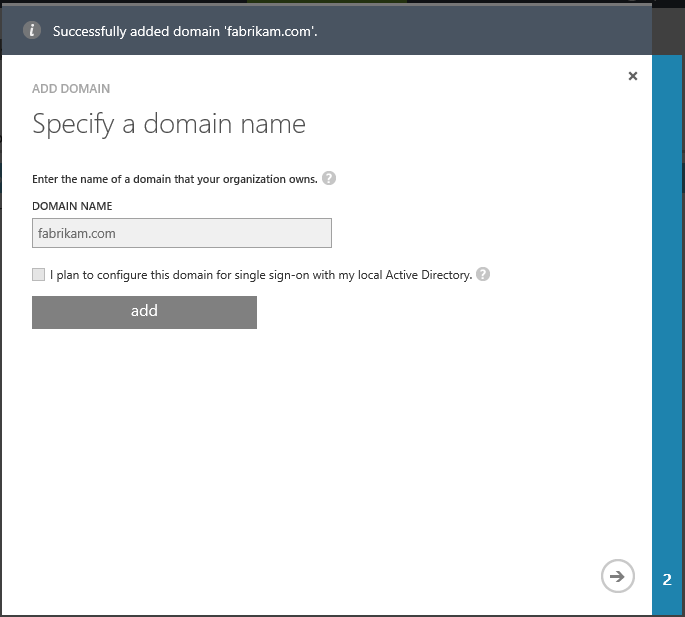 Successfully added domain 'fabrikam.com'.
ADD DOMAIN
Specify a domain name
Enter the name of a domain that your organization owns. ?
DOMAIN NAME
fabrikam.com
I plan to configure this domain for single sign-on with my local Active Directory. ?
add
2